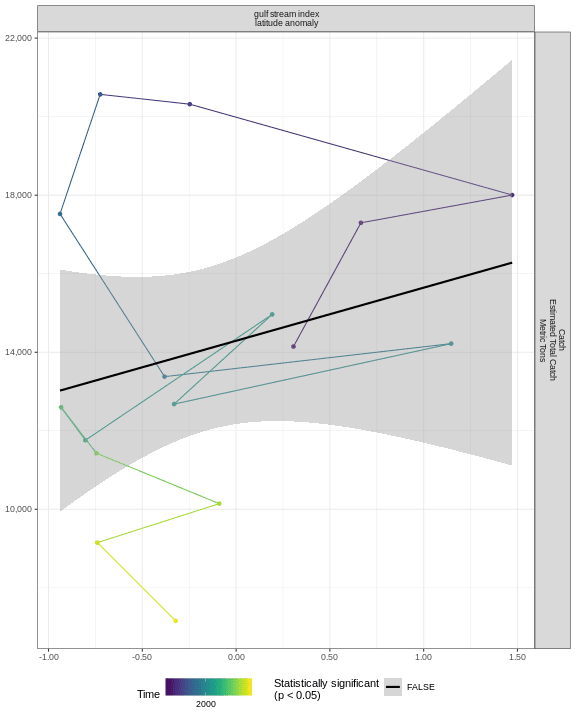 gulf stream index
latitude anomaly
22,000
18,000
14,000
10,000
Catch
Estimated Total Catch
Metric Tons
-1.00
-0.50
0.00
0.50
1.00
1.50
Time
2000
Statistically significant
(p < 0.05)
FALSE